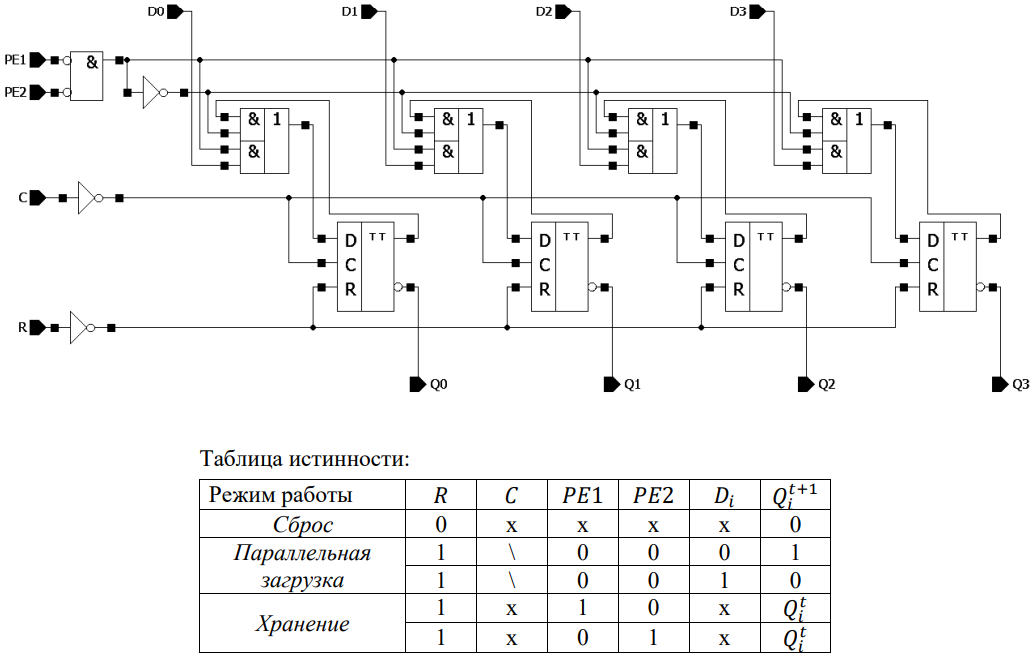 D0 D1 D2 D3
PE1 &
PE2
& 1 & 1 & 1 & 1
& & & &
C
D TT D TT D TT D TT
C C C C
R R R R
R
Q0 Q1 Q2 Q3
Таблица истинности:
Режим работы R C PE1 PE2 D_i Q_i^{t+1}
Сброс 0 x x x x 0
Параллельная загрузка 1 \ 0 0 0 1
1 \ 0 0 1 0
Хранение 1 x 1 0 x Q_i^t
1 x 0 1 x Q_i^t